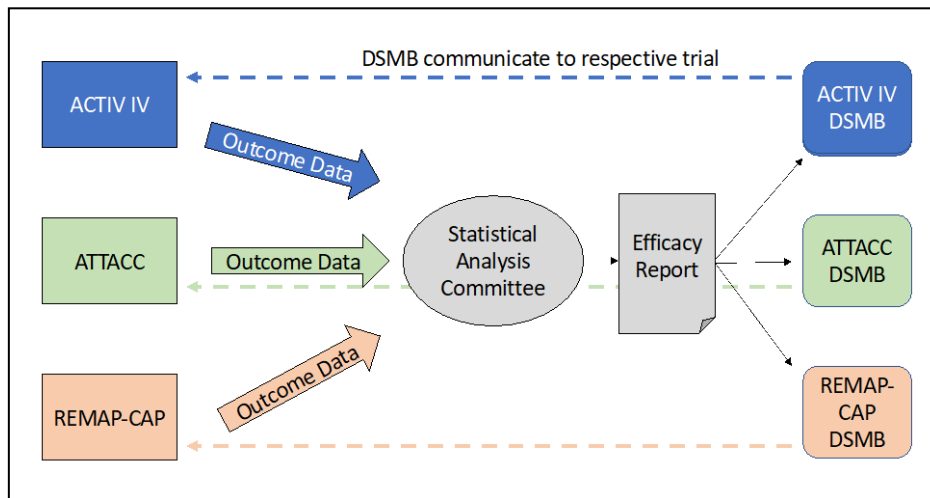 DSMB communicate to respective trial
ACTIV IV
Outcome Data
ACTIV IV
DSMB
ATTACC
Outcome Data
Statistical
Analysis
Committee
Efficacy
Report
ATTACC
DSMB
REMAP-CAP
Outcome Data
REMAP-
CAP
DSMB